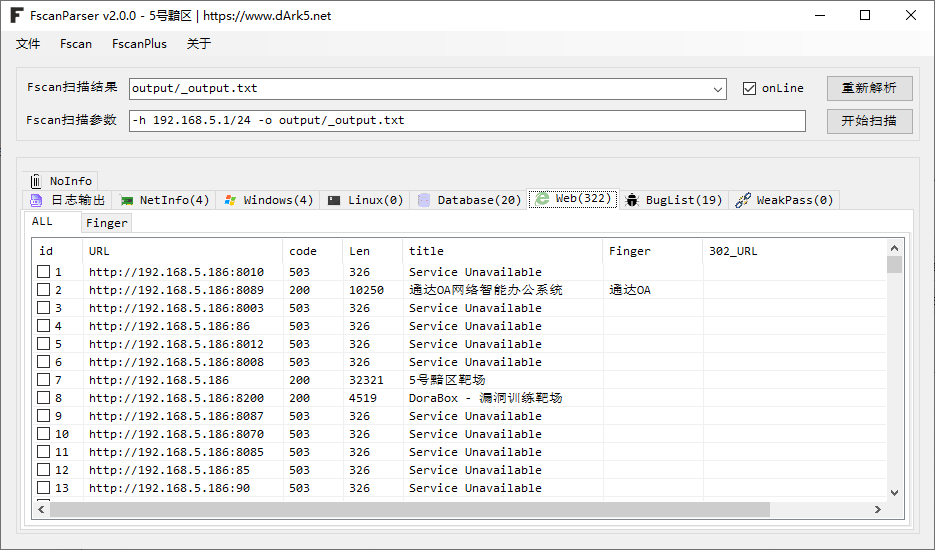 FscanParser v2.0.0 - 5号黯区 | https://www.dArk5.net
文件 Fscan FscanPlus 关于
Fscan扫描结果 output/_output.txt onLine 重新解析
Fscan扫描参数 -h 192.168.5.1/24 -o output/_output.txt 开始扫描
NoInfo
日志输出 NetInfo(4) Windows(4) Linux(0) Database(20) Web(322) BugList(19) WeakPass(0)
ALL Finger
id URL code Len title Finger 302_URL
1 http://192.168.5.186:8010 503 326 Service Unavailable
2 http://192.168.5.186:8089 200 10250 通达OA网络智能办公系统 通达OA
3 http://192.168.5.186:8003 503 326 Service Unavailable
4 http://192.168.5.186:86 503 326 Service Unavailable
5 http://192.168.5.186:8012 503 326 Service Unavailable
6 http://192.168.5.186:8008 503 326 Service Unavailable
7 http://192.168.5.186 200 32321 5号黯区靶场
8 http://192.168.5.186:8200 200 4519 DoraBox - 漏洞训练靶场
9 http://192.168.5.186:8087 503 326 Service Unavailable
10 http://192.168.5.186:8070 503 326 Service Unavailable
11 http://192.168.5.186:8085 503 326 Service Unavailable
12 http://192.168.5.186:85 503 326 Service Unavailable
13 http://192.168.5.186:90 503 326 Service Unavailable